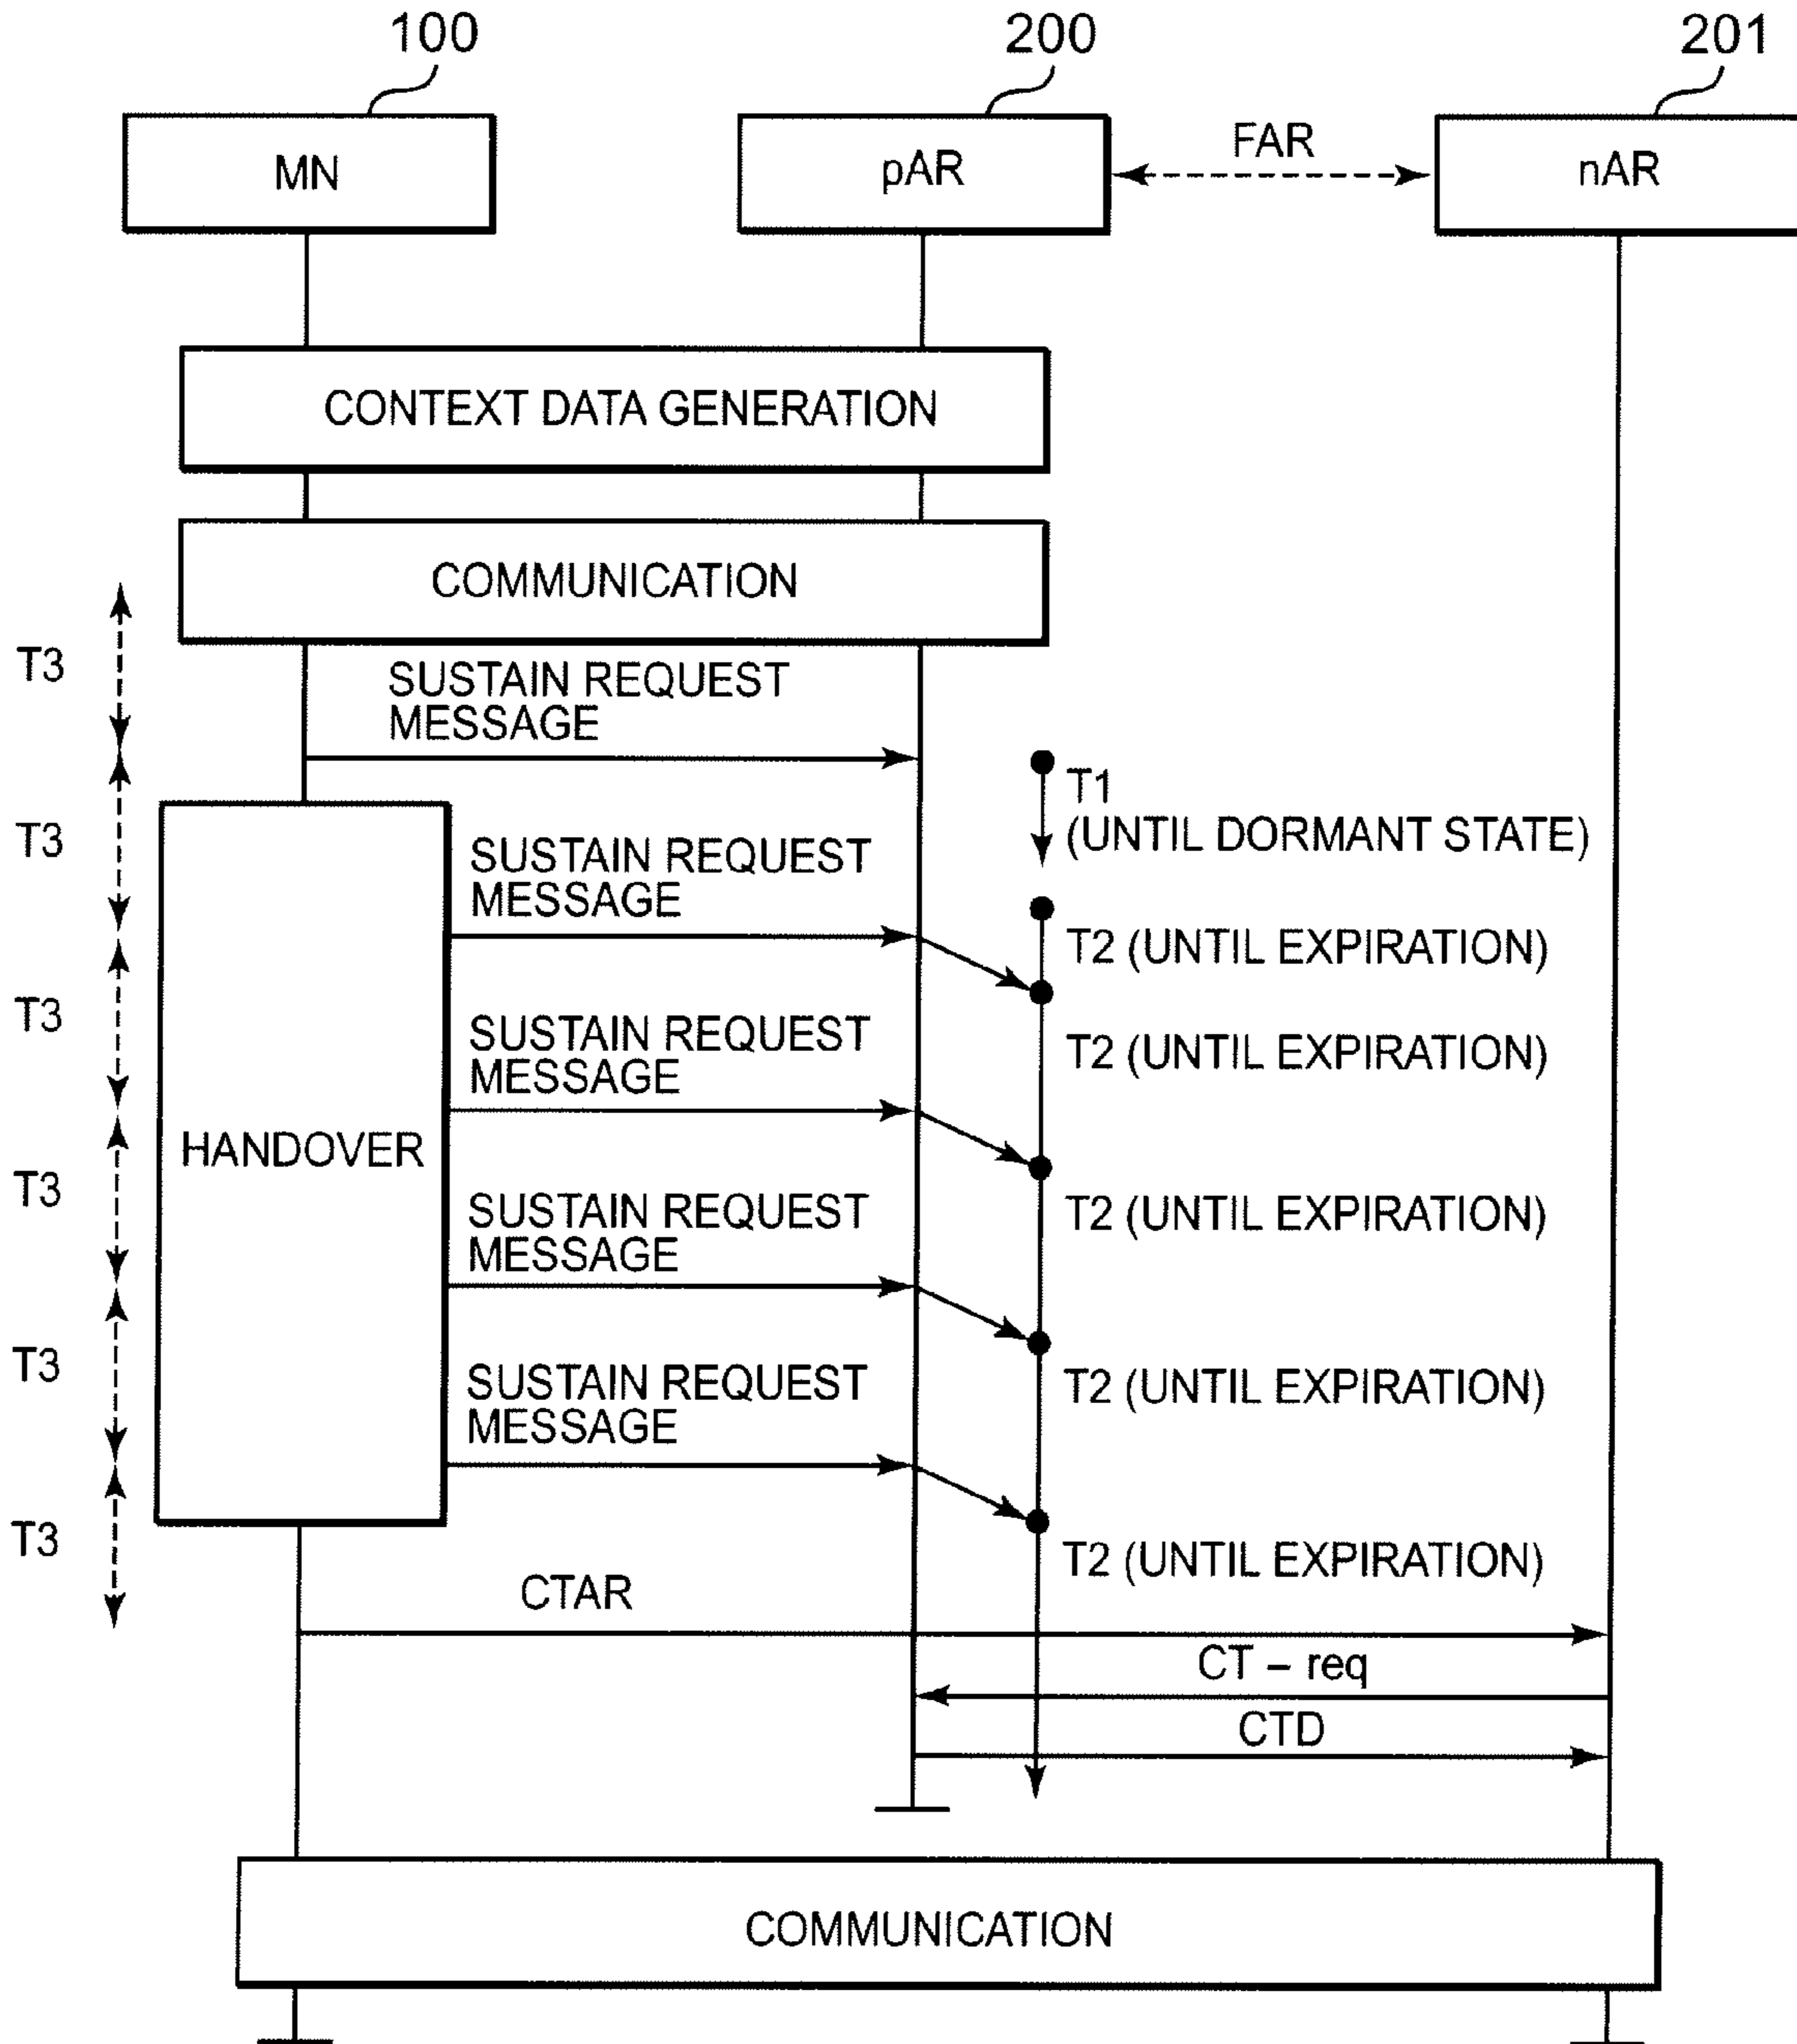 100
200
201
MN
pAR
FAR
nAR
CONTEXT DATA GENERATION
COMMUNICATION
T3
SUSTAIN REQUEST
MESSAGE
T1
(UNTIL DORMANT STATE)
T3
SUSTAIN REQUEST
MESSAGE
T2 (UNTIL EXPIRATION)
T3
SUSTAIN REQUEST
MESSAGE
T2 (UNTIL EXPIRATION)
HANDOVER
T3
SUSTAIN REQUEST
MESSAGE
T2 (UNTIL EXPIRATION)
T3
SUSTAIN REQUEST
MESSAGE
T2 (UNTIL EXPIRATION)
T3
T2 (UNTIL EXPIRATION)
CTAR
CT – req
CTD
COMMUNICATION